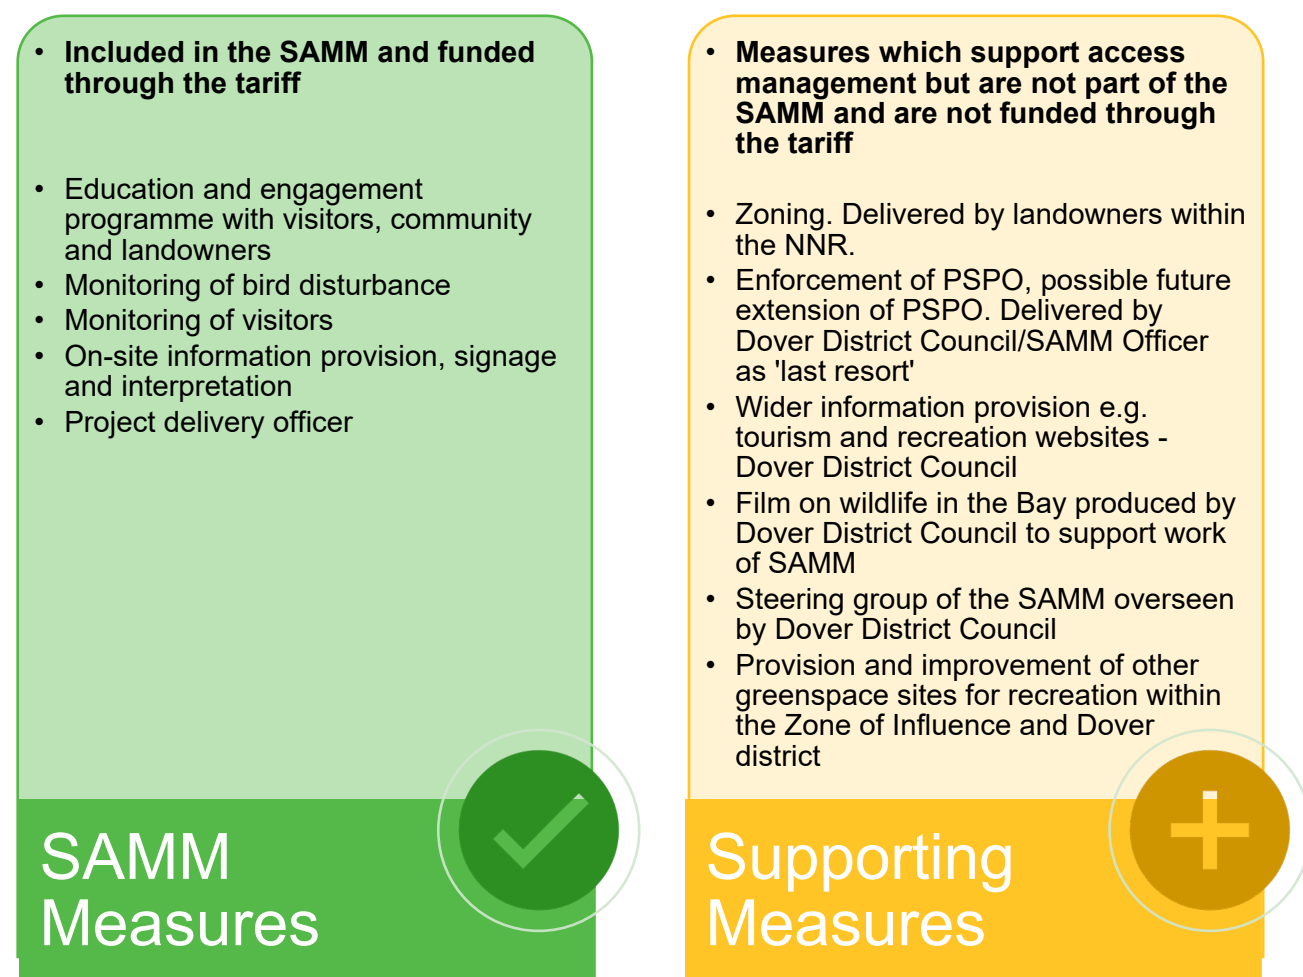 • Included in the SAMM and funded
through the tariff
• Education and engagement
programme with visitors, community
and landowners
• Monitoring of bird disturbance
• Monitoring of visitors
• On-site information provision, signage
and interpretation
• Project delivery officer
SAMM
Measures
• Measures which support access
management but are not part of the
SAMM and are not funded through
the tariff
• Zoning. Delivered by landowners within
the NNR.
• Enforcement of PSPO, possible future
extension of PSPO. Delivered by
Dover District Council/SAMM Officer
as 'last resort'
• Wider information provision e.g.
tourism and recreation websites -
Dover District Council
• Film on wildlife in the Bay produced by
Dover District Council to support work
of SAMM
• Steering group of the SAMM overseen
by Dover District Council
• Provision and improvement of other
greenspace sites for recreation within
the Zone of Influence and Dover
district
Supporting
Measures